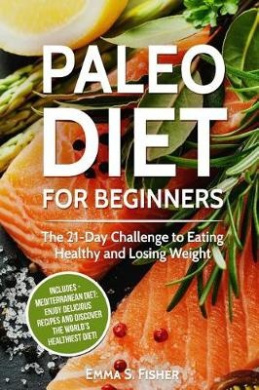 PALEO
DIET
FOR BEGINNERS
The 21-Day Challenge to Eating
Healthy and Losing Weight
INCLUDES -
MEDITERRANEAN DIET:
ENJOY DELICIOUS
RECIPES AND DISCOVER
THE WORLD'S
HEALTHIEST DIET!
EMMA S. FISHER